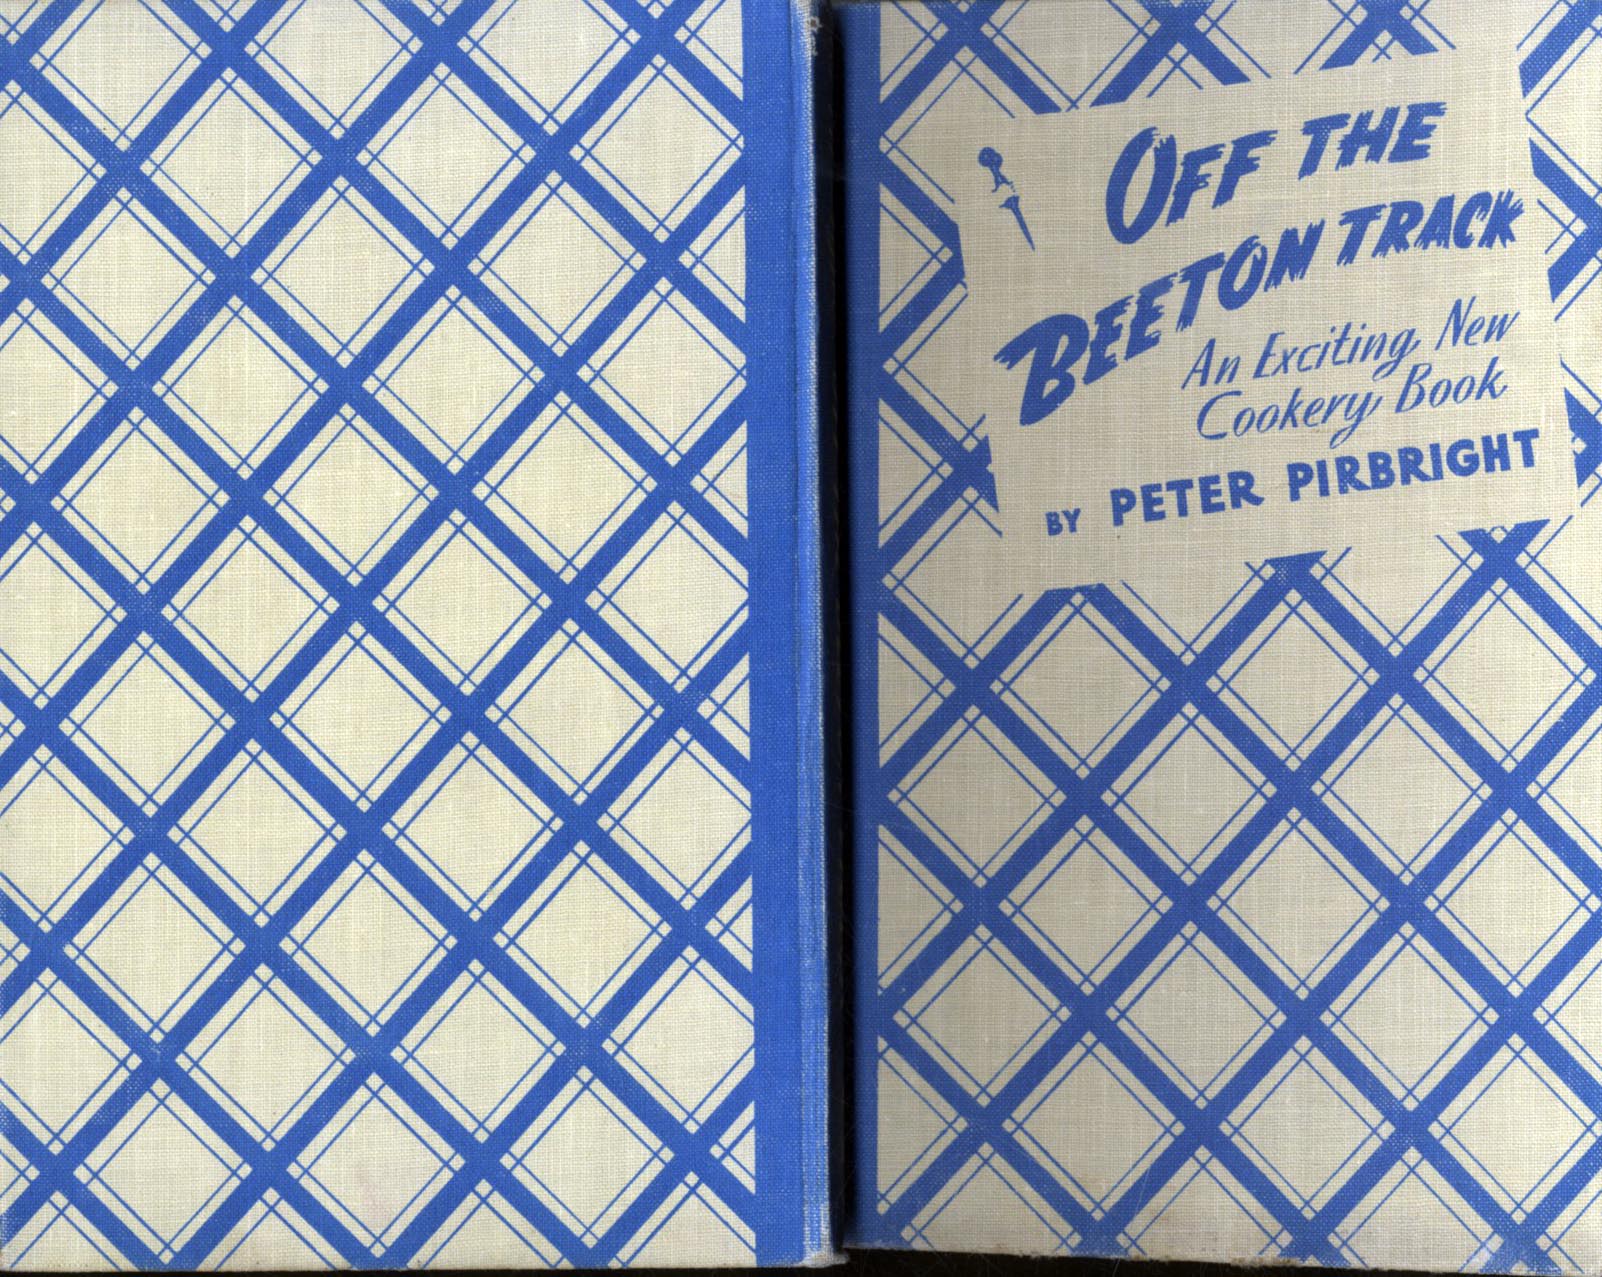 OFF THE
BEETON TRACK
An Exciting New
Cookery Book
BY PETER PIRBRIGHT